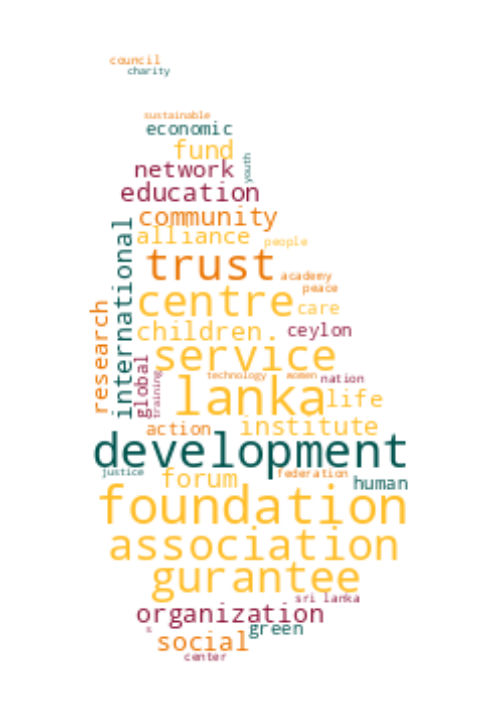 council
charity
sustainable
economic
fund
youth
network
education
community
alliance
people
international
trust
academy
peace
centre
care
research
children.
ceylon
service
global
training
technology
women
nation
lanka
life
action
institute
development
justice
forum
federation
human
foundation
association
gurantee
sri lanka
organization
s
green
social
center